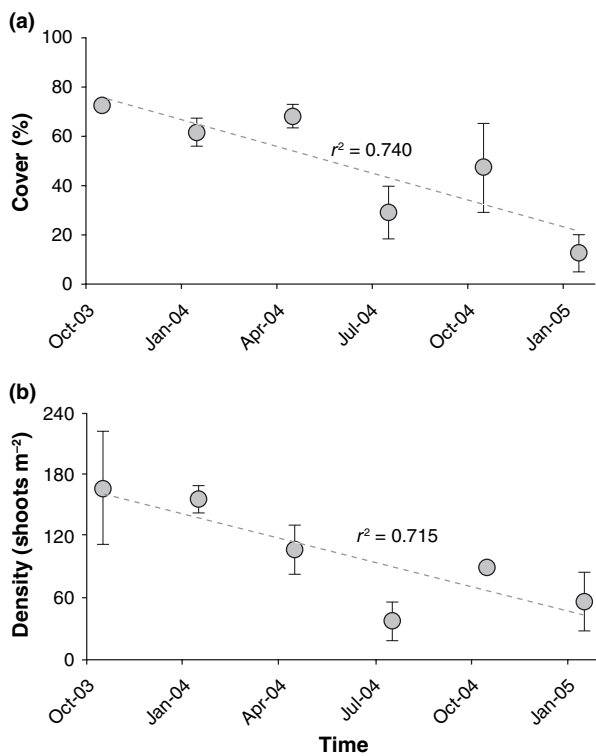 (a)
100
80
60
40
20
0
Cover (%)
r² = 0.740
Oct-03
Jan-04
Apr-04
Jul-04
Oct-04
Jan-05
(b)
240
180
120
60
0
Density (shoots m⁻²)
r² = 0.715
Oct-03
Jan-04
Apr-04
Jul-04
Oct-04
Jan-05
Time